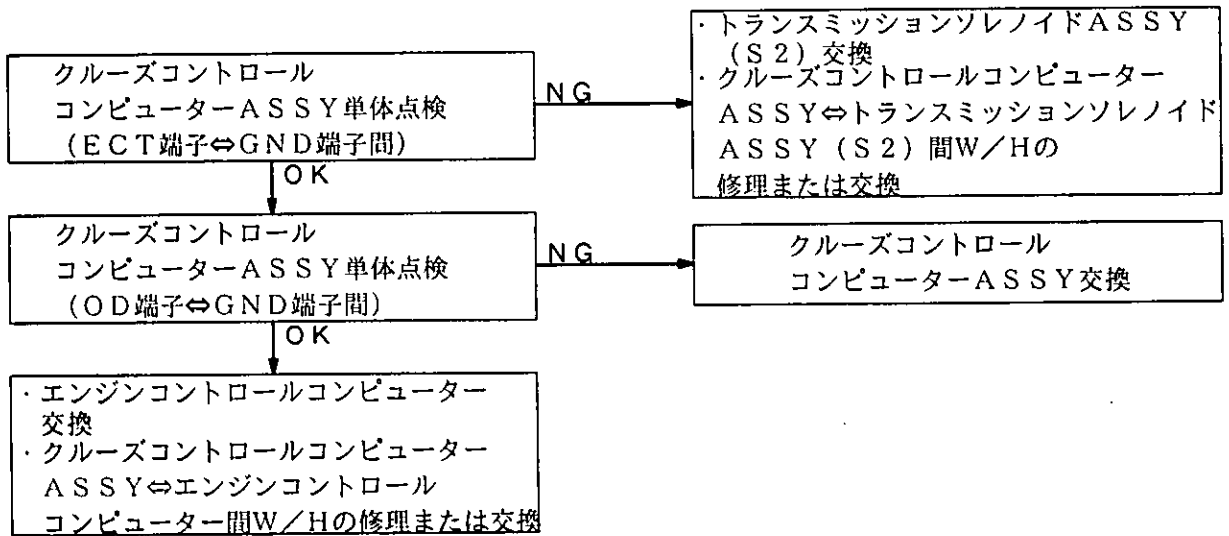 クルーズコントロール
コンピューターASSY単体点検
(ECT端子⇔GND端子間)
NG
・トランスミッションソレノイドASSY
(S2)交換
・クルーズコントロールコンピューター
ASSY⇔トランスミッションソレノイド
ASSY(S2)間W/Hの
修理または交換
OK
クルーズコントロール
コンピューターASSY単体点検
(OD端子⇔GND端子間)
NG
クルーズコントロール
コンピューターASSY交換
OK
・エンジンコントロールコンピューター
交換
・クルーズコントロールコンピューター
ASSY⇔エンジンコントロール
コンピューター間W/Hの修理または交換